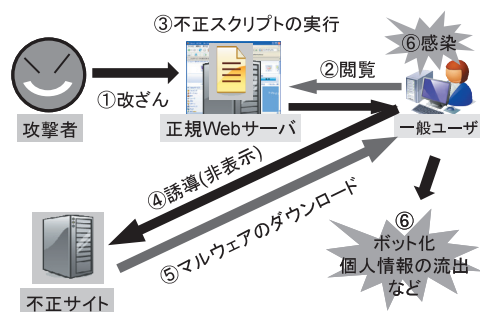 ③不正スクリプトの実行
⑥感染
②閲覧
①改ざん
攻撃者
正規Webサーバ
一般ユーザ
④誘導(非表示)
⑤マルウェアのダウンロード
不正サイト
⑥
ボット化
個人情報の流出
など